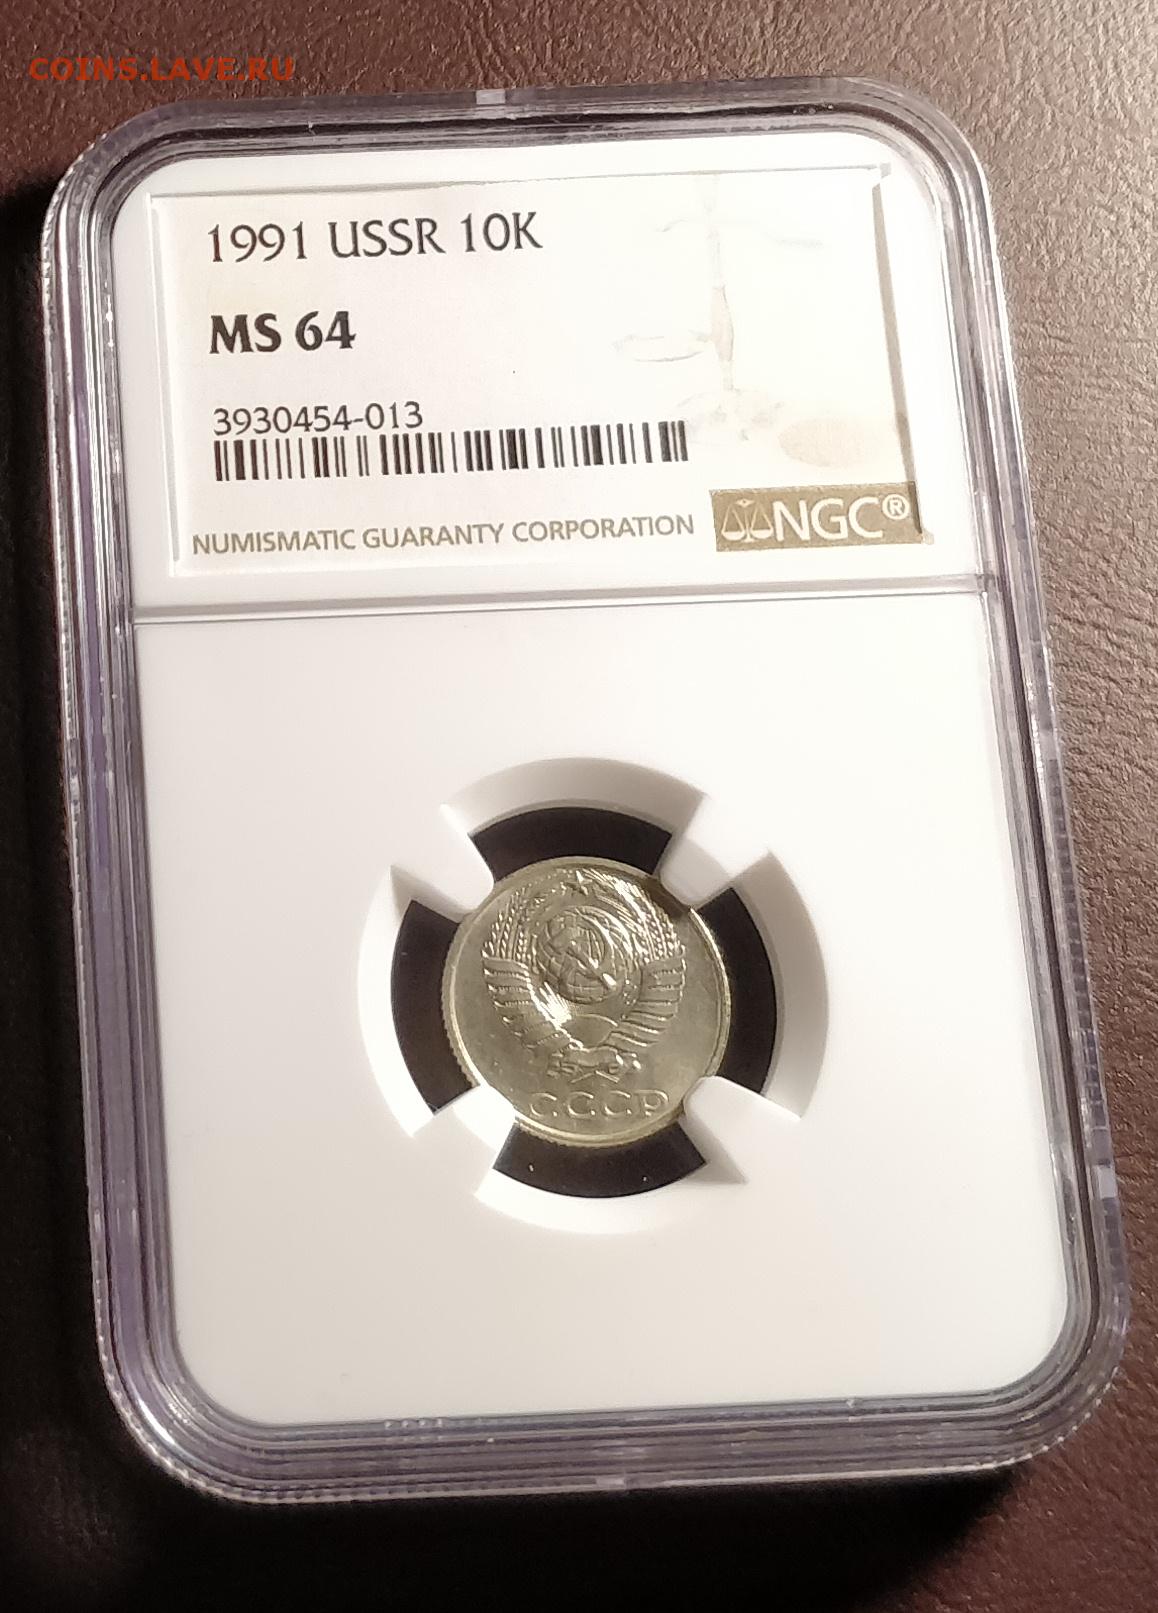 COINS.LAVE.RU
1991 USSR 10K
MS 64
3930454-013
NUMISMATIC GUARANTY CORPORATION NGC®
СССР